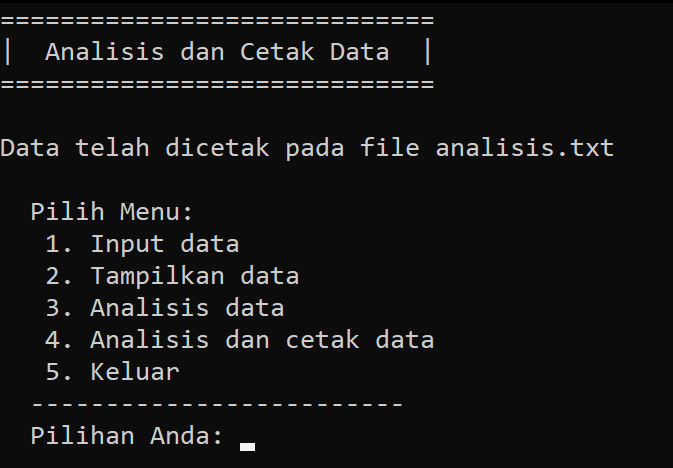 =============================
|  Analisis dan Cetak Data  |
=============================
Data telah dicetak pada file analisis.txt
Pilih Menu:
1. Input data
2. Tampilkan data
3. Analisis data
4. Analisis dan cetak data
5. Keluar
-------------------------
Pilihan Anda: _